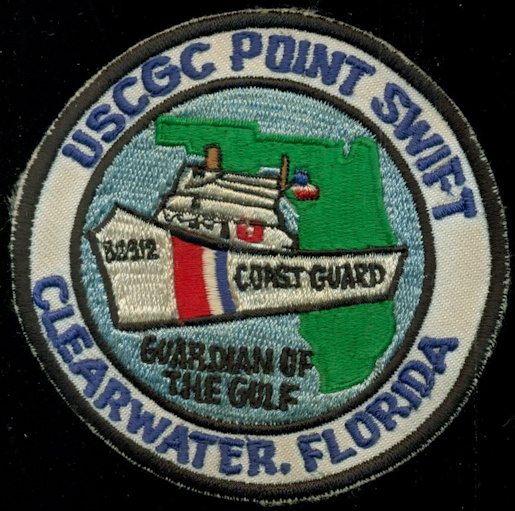 USCGC POINT SWIFT
82312
COAST GUARD
GUARDIAN OF
THE GULF
CLEARWATER. FLORIDA